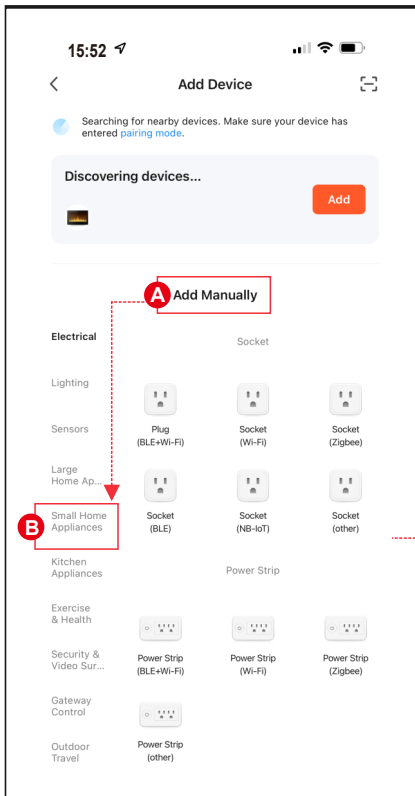 15:52
Add Device
Searching for nearby devices. Make sure your device has
entered pairing mode.
Discovering devices...
Add
A
Add Manually
Electrical
Socket
Lighting
Sensors
Plug
(BLE+Wi-Fi)
Socket
(Wi-Fi)
Socket
(Zigbee)
Large
Home Ap...
B
Small Home
Appliances
Socket
(BLE)
Socket
(NB-IoT)
Socket
(other)
Kitchen
Appliances
Power Strip
Exercise
& Health
Security &
Video Sur...
Power Strip
(BLE+Wi-Fi)
Power Strip
(Wi-Fi)
Power Strip
(Zigbee)
Gateway
Control
Outdoor
Travel
Power Strip
(other)